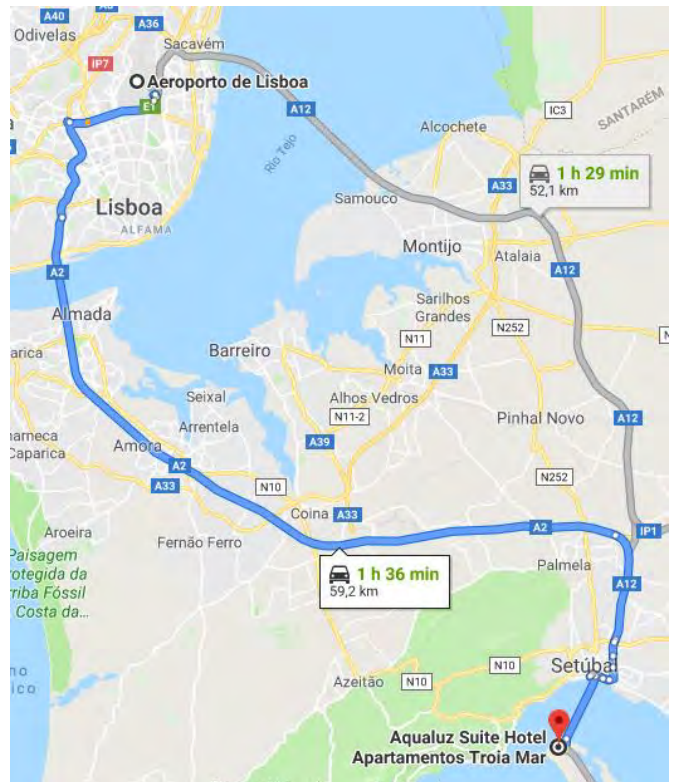 A40
A36
Odivelas
Sacavém
IP7
Aeroporto de Lisboa
E1
A12
IC3
SANTARÉM
Alcochete
Rio Tejo
A33
1 h 29 min
52,1 km
Samouco
Lisboa
ALFAMA
Montijo
Atalaia
A12
A2
Sarilhos
Grandes
Almada
N11
N252
Barreiro
Moita
A33
Seixal
Alhos Vedros
Arrentela
N11-2
Pinhal Novo
A12
A39
Amora
A2
N252
A33
N10
Coina
A33
A2
IP1
Aroeira
Fernão Ferro
Palmela
A12
1 h 36 min
59,2 km
Caparica
Paisagem
Costa da...
N10
Setúbal
Azeitão
N10
Aqualuz Suite Hotel
Apartamentos Troia Mar